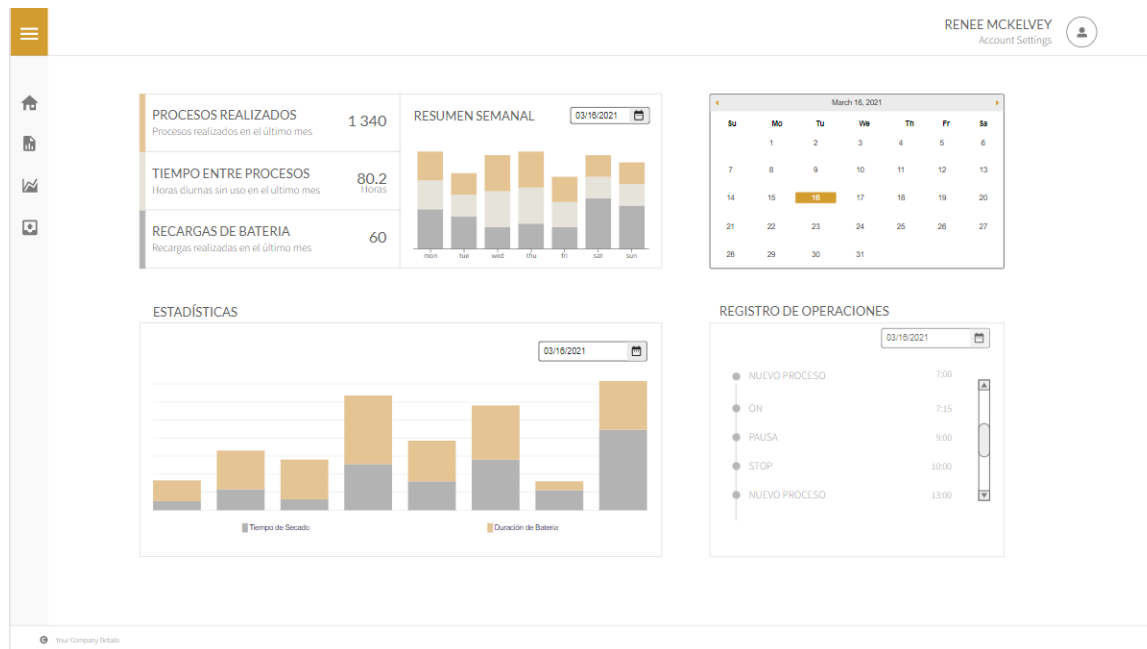 RENEE MCKELVEY
Account Settings
PROCESOS REALIZADOS
Procesos realizados en el último mes
1 340
TIEMPO ENTRE PROCESOS
Horas diurnas sin uso en el ultimo mes
80.2
Horas
RECARGAS DE BATERIA
Recargas realizadas en el último mes
60
RESUMEN SEMANAL
03/16/2021
mon tue wed thu fri sat sun
March 16, 2021
Su Mo Tu We Th Fr Sa
1 2 3 4 5 6
7 8 9 10 11 12 13
14 15 16 17 18 19 20
21 22 23 24 25 26 27
28 29 30 31
ESTADÍSTICAS
03/16/2021
Tiempo de Secado
Duración de Bateria
REGISTRO DE OPERACIONES
03/16/2021
NUEVO PROCESO 7:00
ON 7:15
PAUSA 9:00
STOP 10:00
NUEVO PROCESO 13:00
Your Company Details